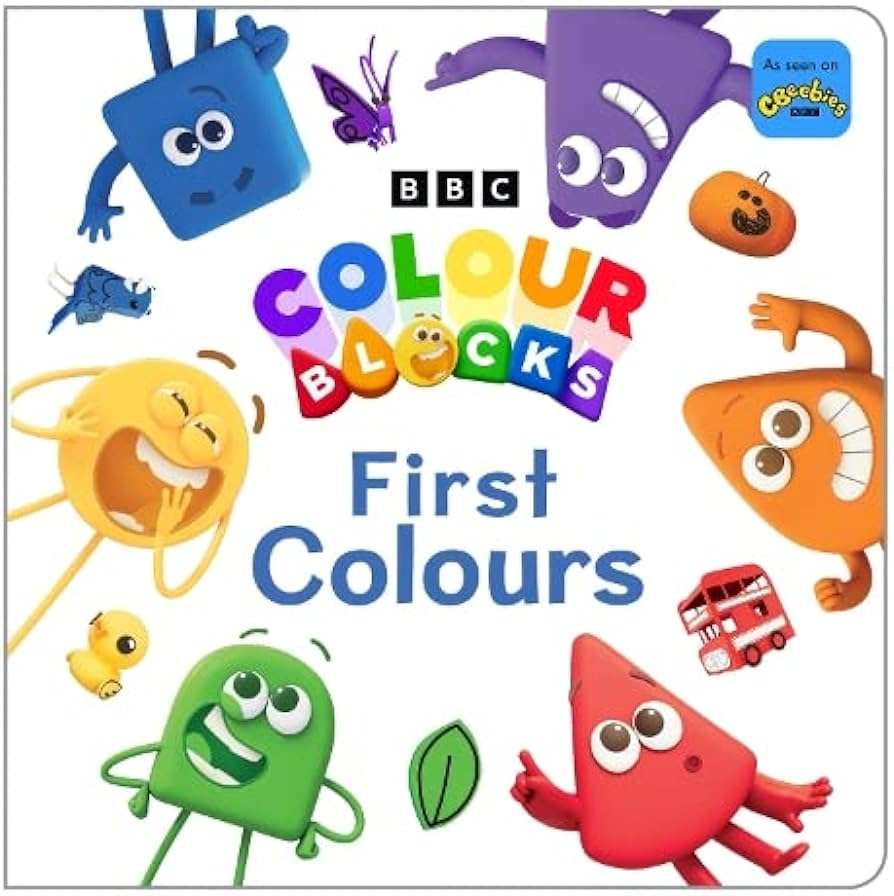 As seen on
CBeebies
BBC
COLOUR
BLOCKS
First
Colours